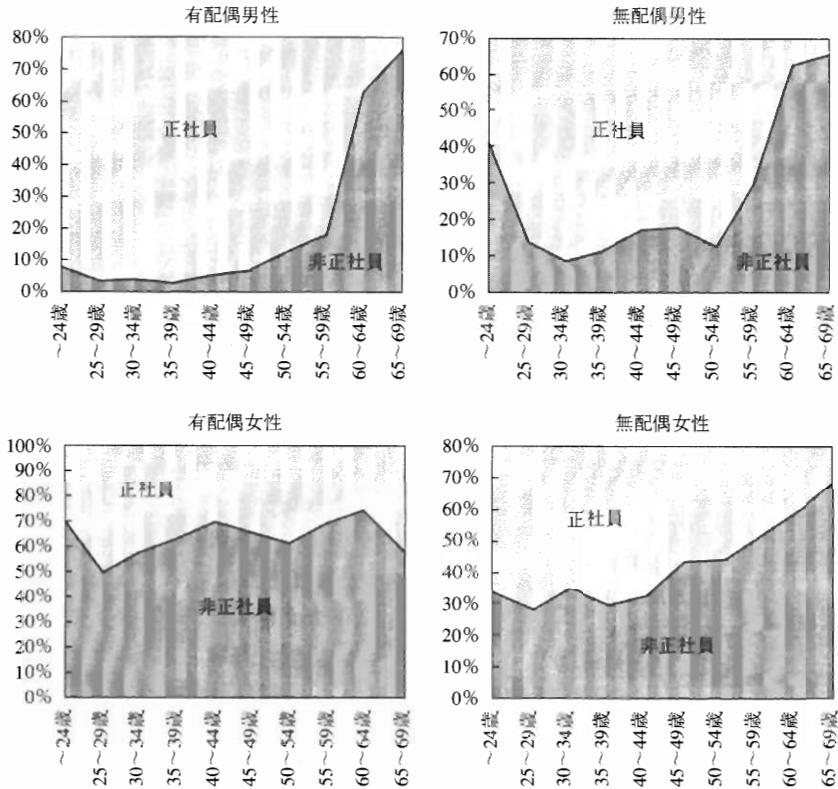 有配偶男性
80%
70%
60%
50%
40%
30%
20%
10%
0%
正社員
非正社員
~24歳
25~29歳
30~34歳
35~39歳
40~44歳
45~49歳
50~54歳
55~59歳
60~64歳
65~69歳
無配偶男性
70%
60%
50%
40%
30%
20%
10%
0%
正社員
非正社員
~24歳
25~29歳
30~34歳
35~39歳
40~44歳
45~49歳
50~54歳
55~59歳
60~64歳
65~69歳
有配偶女性
100%
90%
80%
70%
60%
50%
40%
30%
20%
10%
0%
正社員
非正社員
~24歳
25~29歳
30~34歳
35~39歳
40~44歳
45~49歳
50~54歳
55~59歳
60~64歳
65~69歳
無配偶女性
80%
70%
60%
50%
40%
30%
20%
10%
0%
正社員
非正社員
~24歳
25~29歳
30~34歳
35~39歳
40~44歳
45~49歳
50~54歳
55~59歳
60~64歳
65~69歳